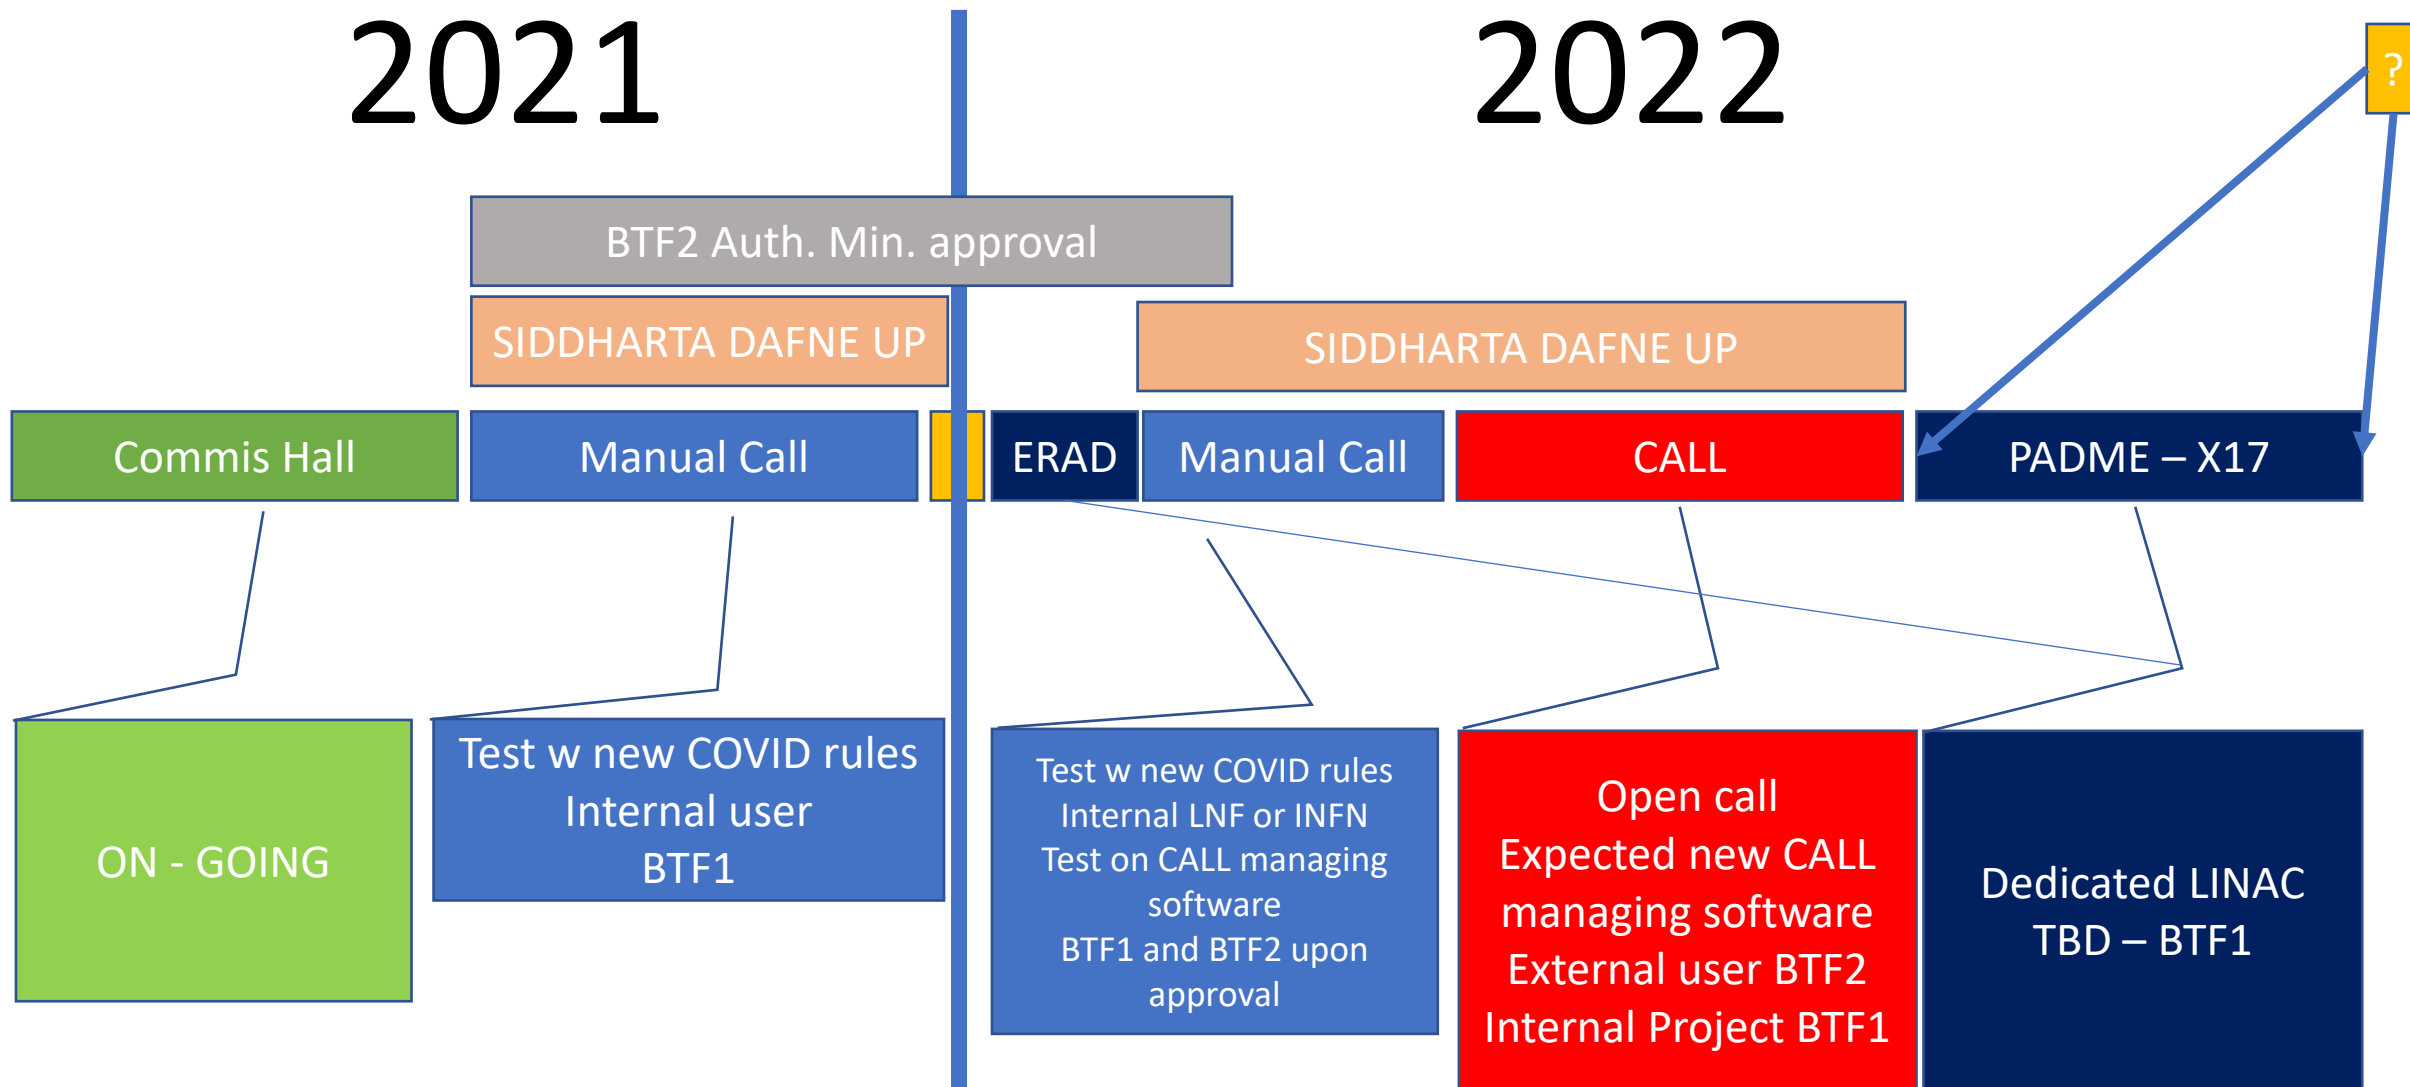 2021
2022
?
BTF2 Auth. Min. approval
SIDDHARTA DAFNE UP
SIDDHARTA DAFNE UP
Commis Hall
Manual Call
ERAD
Manual Call
CALL
PADME – X17
ON - GOING
Test w new COVID rules
Internal user
BTF1
Test w new COVID rules
Internal LNF or INFN
Test on CALL managing
software
BTF1 and BTF2 upon
approval
Open call
Expected new CALL
managing software
External user BTF2
Internal Project BTF1
Dedicated LINAC
TBD – BTF1